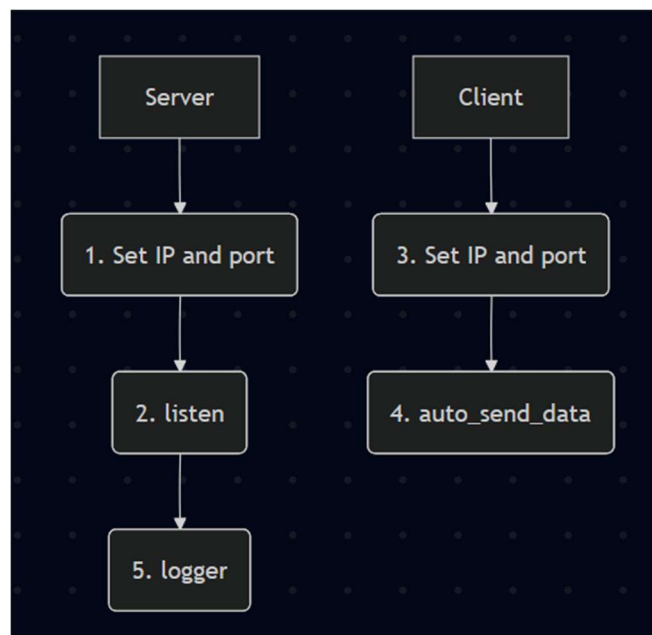 Server
Client
1. Set IP and port
3. Set IP and port
2. listen
4. auto_send_data
5. logger